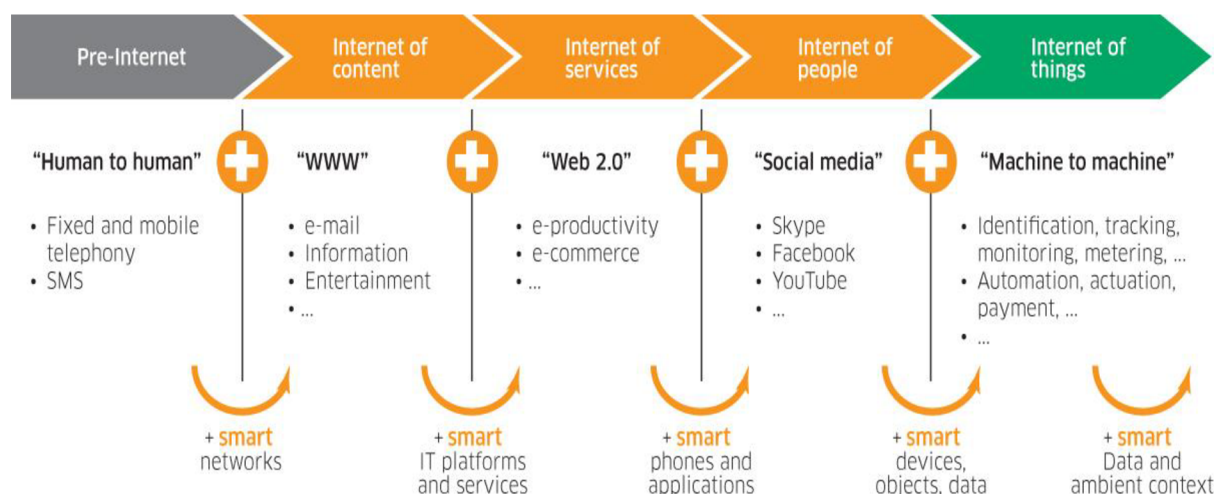 Pre-Internet
Internet of
content
Internet of
services
Internet of
people
Internet of
things
“Human to human”
“WWW”
“Web 2.0”
“Social media”
“Machine to machine”
• Fixed and mobile
telephony
• SMS
• e-mail
• Information
• Entertainment
• ...
• e-productivity
• e-commerce
• ...
• Skype
• Facebook
• YouTube
• ...
• Identification, tracking,
monitoring, metering, ...
• Automation, actuation,
payment, ...
• ...
+ smart
networks
+ smart
IT platforms
and services
+ smart
phones and
applications
+ smart
devices,
objects, data
+ smart
Data and
ambient context